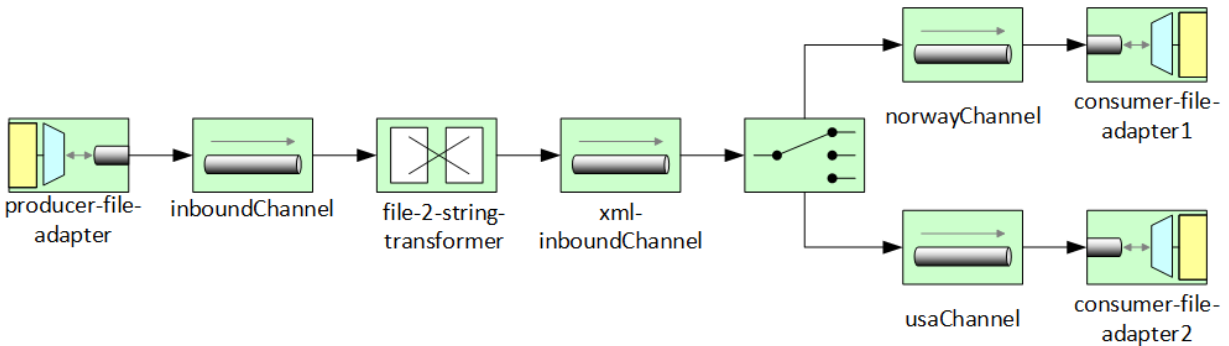 norwayChannel
consumer-file-
adapter1
producer-file-
adapter
inboundChannel
file-2-string-
transformer
xml-
inboundChannel
usaChannel
consumer-file-
adapter2